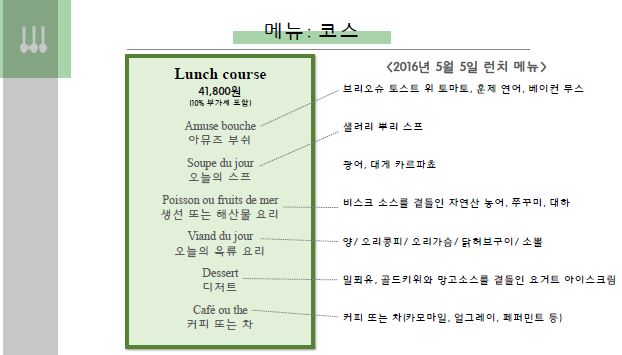 메뉴: 코스
Lunch course
41,800원
(10% 부가세 포함)
Amuse bouche
아뮤즈 부쉬
Soupe du jour
오늘의 스프
Poisson ou fruits de mer
생선 또는 해산물 요리
Viand du jour
오늘의 육류 요리
Dessert
디저트
Café ou the
커피 또는 차
<2016년 5월 5일 런치 메뉴>
브리오슈 토스트 위 토마토, 훈제 연어, 베이컨 무스
샐러리 뿌리 스프
광어, 대게 카르파쵸
비스크 소스를 곁들인 자연산 농어, 쭈꾸미, 대하
양/ 오리콩피/ 오리가슴/ 닭허브구이/ 소뽈
밀푀유, 골드키위와 망고소스를 곁들인 요거트 아이스크림
커피 또는 차(카모마일, 얼그레이, 페퍼민트 등)